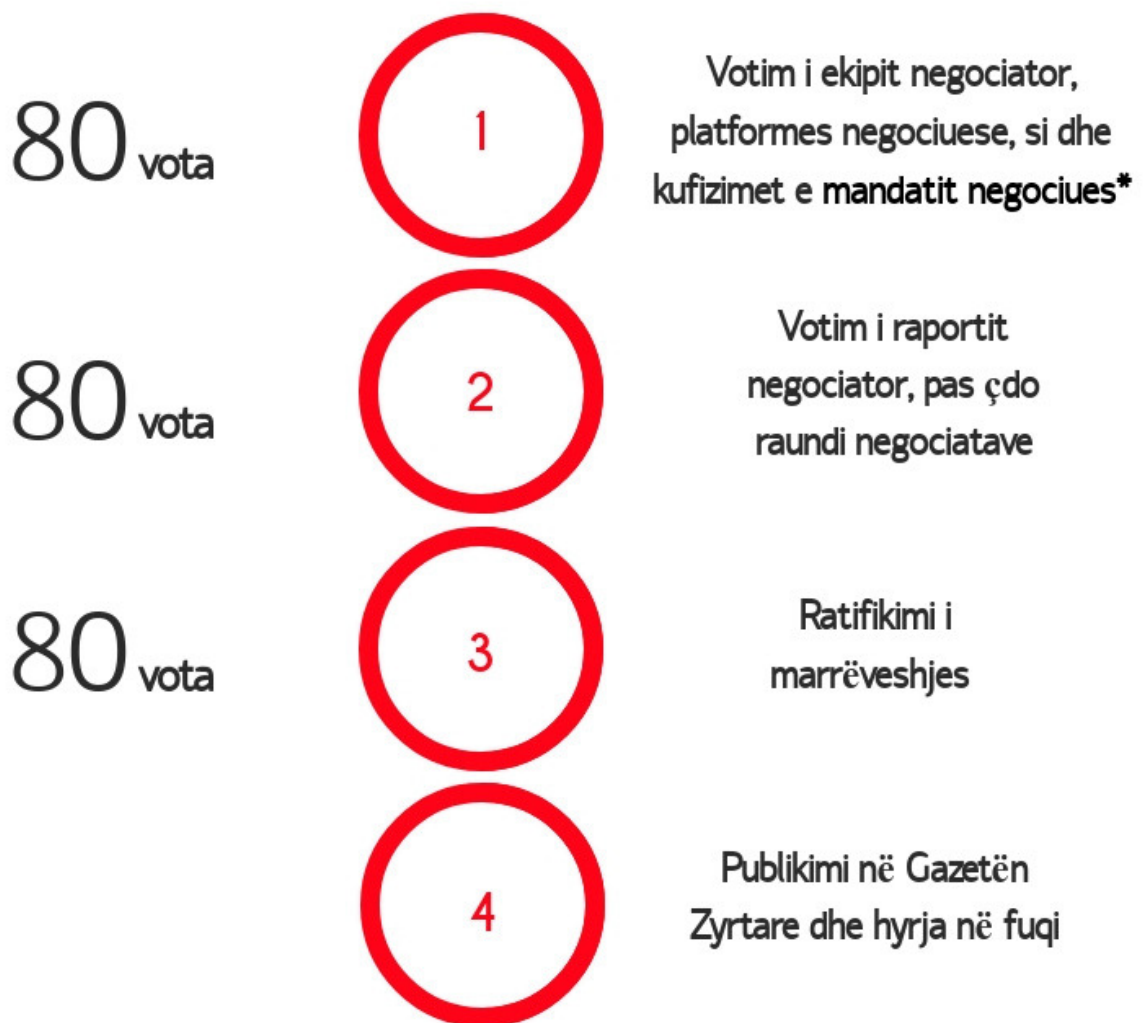 80 vota
1
Votim i ekipit negociator,
platformes negociuese, si dhe
kufizimet e mandatit negociues*
80 vota
2
Votim i raportit
negociator, pas çdo
raundi negociatave
80 vota
3
Ratifikimi i
marrëveshjes
4
Publikimi në Gazetën
Zyrtare dhe hyrja në fuqi